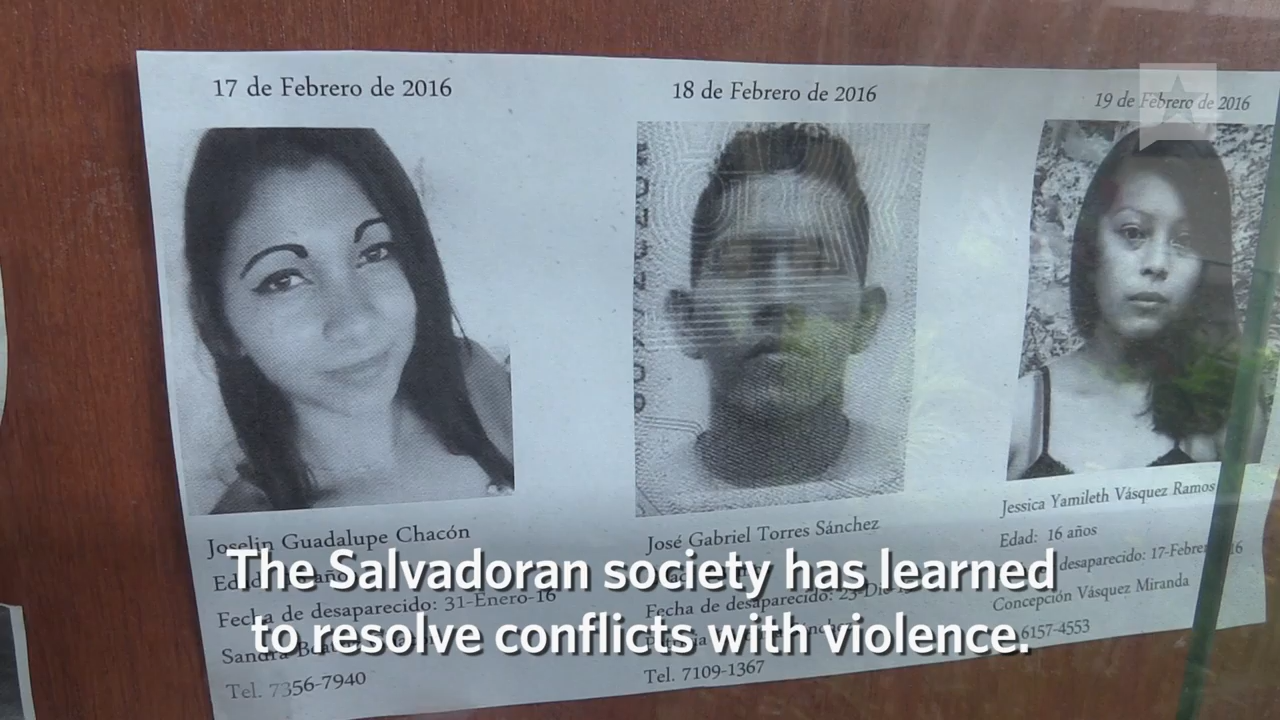 17 de Febrero de 2016
18 de Febrero de 2016
19 de Febrero de 2016
Joselin Guadalupe Chacón
Fecha de desaparecido: 31-Enero-16
Tel. 7356-7940
José Gabriel Torres Sánchez
Fecha de desaparecido:
Tel. 7109-1367
Jessica Yamileth Vásquez Ramos
Edad: 16 años
desaparecido:
Concepción Vásquez Miranda
6157-4553
The Salvadoran society has learned
to resolve conflicts with violence.